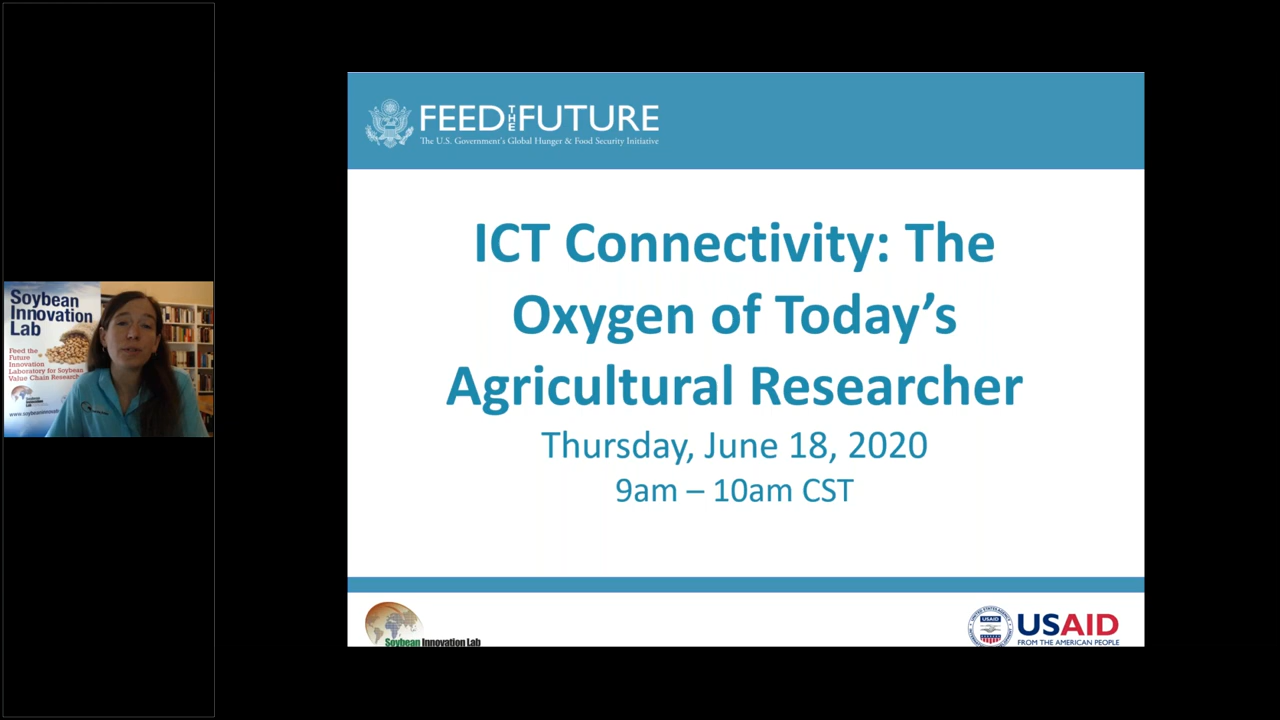 Soybean
Innovation
Lab
Feed the
Future
Innovation
Laboratory for Soybean
Value Chain Research
FEED THE FUTURE
The U.S. Government's Global Hunger & Food Security Initiative
ICT Connectivity: The
Oxygen of Today's
Agricultural Researcher
Thursday, June 18, 2020
9am – 10am CST
Soybean Innovation Lab
USAID
USAID
FROM THE AMERICAN PEOPLE